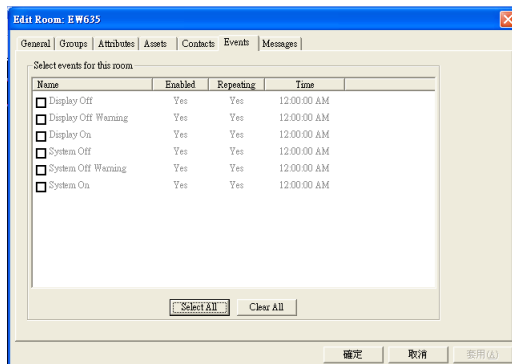 Edit Room: EW635
General Groups Attributes Assets Contacts Events Messages
Select events for this room
Name Enabled Repeating Time
Display Off Yes Yes 12:00:00 AM
Display Off Warning Yes Yes 12:00:00 AM
Display On Yes Yes 12:00:00 AM
System Off Yes Yes 12:00:00 AM
System Off Warning Yes Yes 12:00:00 AM
System On Yes Yes 12:00:00 AM
Select All Clear All
確定 取消 套用(A)